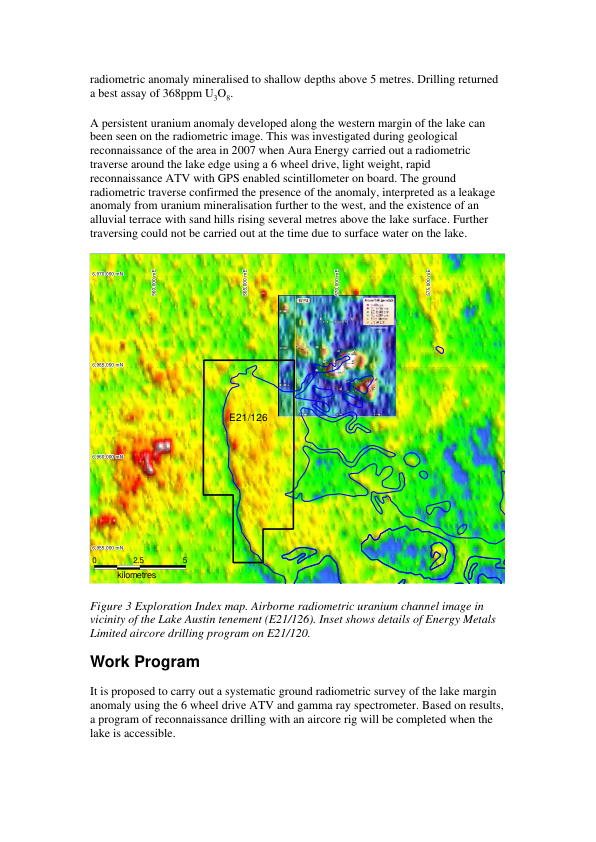 radiometric anomaly mineralised to shallow depths above 5 metres. Drilling returned
a best assay of 368ppm U3O8.
A persistent uranium anomaly developed along the western margin of the lake can
been seen on the radiometric image. This was investigated during geological
reconnaissance of the area in 2007 when Aura Energy carried out a radiometric
traverse around the lake edge using a 6 wheel drive, light weight, rapid
reconnaissance ATV with GPS enabled scintillometer on board. The ground
radiometric traverse confirmed the presence of the anomaly, interpreted as a leakage
anomaly from uranium mineralisation further to the west, and the existence of an
alluvial terrace with sand hills rising several metres above the lake surface. Further
traversing could not be carried out at the time due to surface water on the lake.
6,970,000 mN
6,965,000 mN
E21/126
6,960,000 mN
6,955,000 mN
0 2.5 5
kilometres
Figure 3 Exploration Index map. Airborne radiometric uranium channel image in
vicinity of the Lake Austin tenement (E21/126). Inset shows details of Energy Metals
Limited aircore drilling program on E21/120.
Work Program
It is proposed to carry out a systematic ground radiometric survey of the lake margin
anomaly using the 6 wheel drive ATV and gamma ray spectrometer. Based on results,
a program of reconnaissance drilling with an aircore rig will be completed when the
lake is accessible.